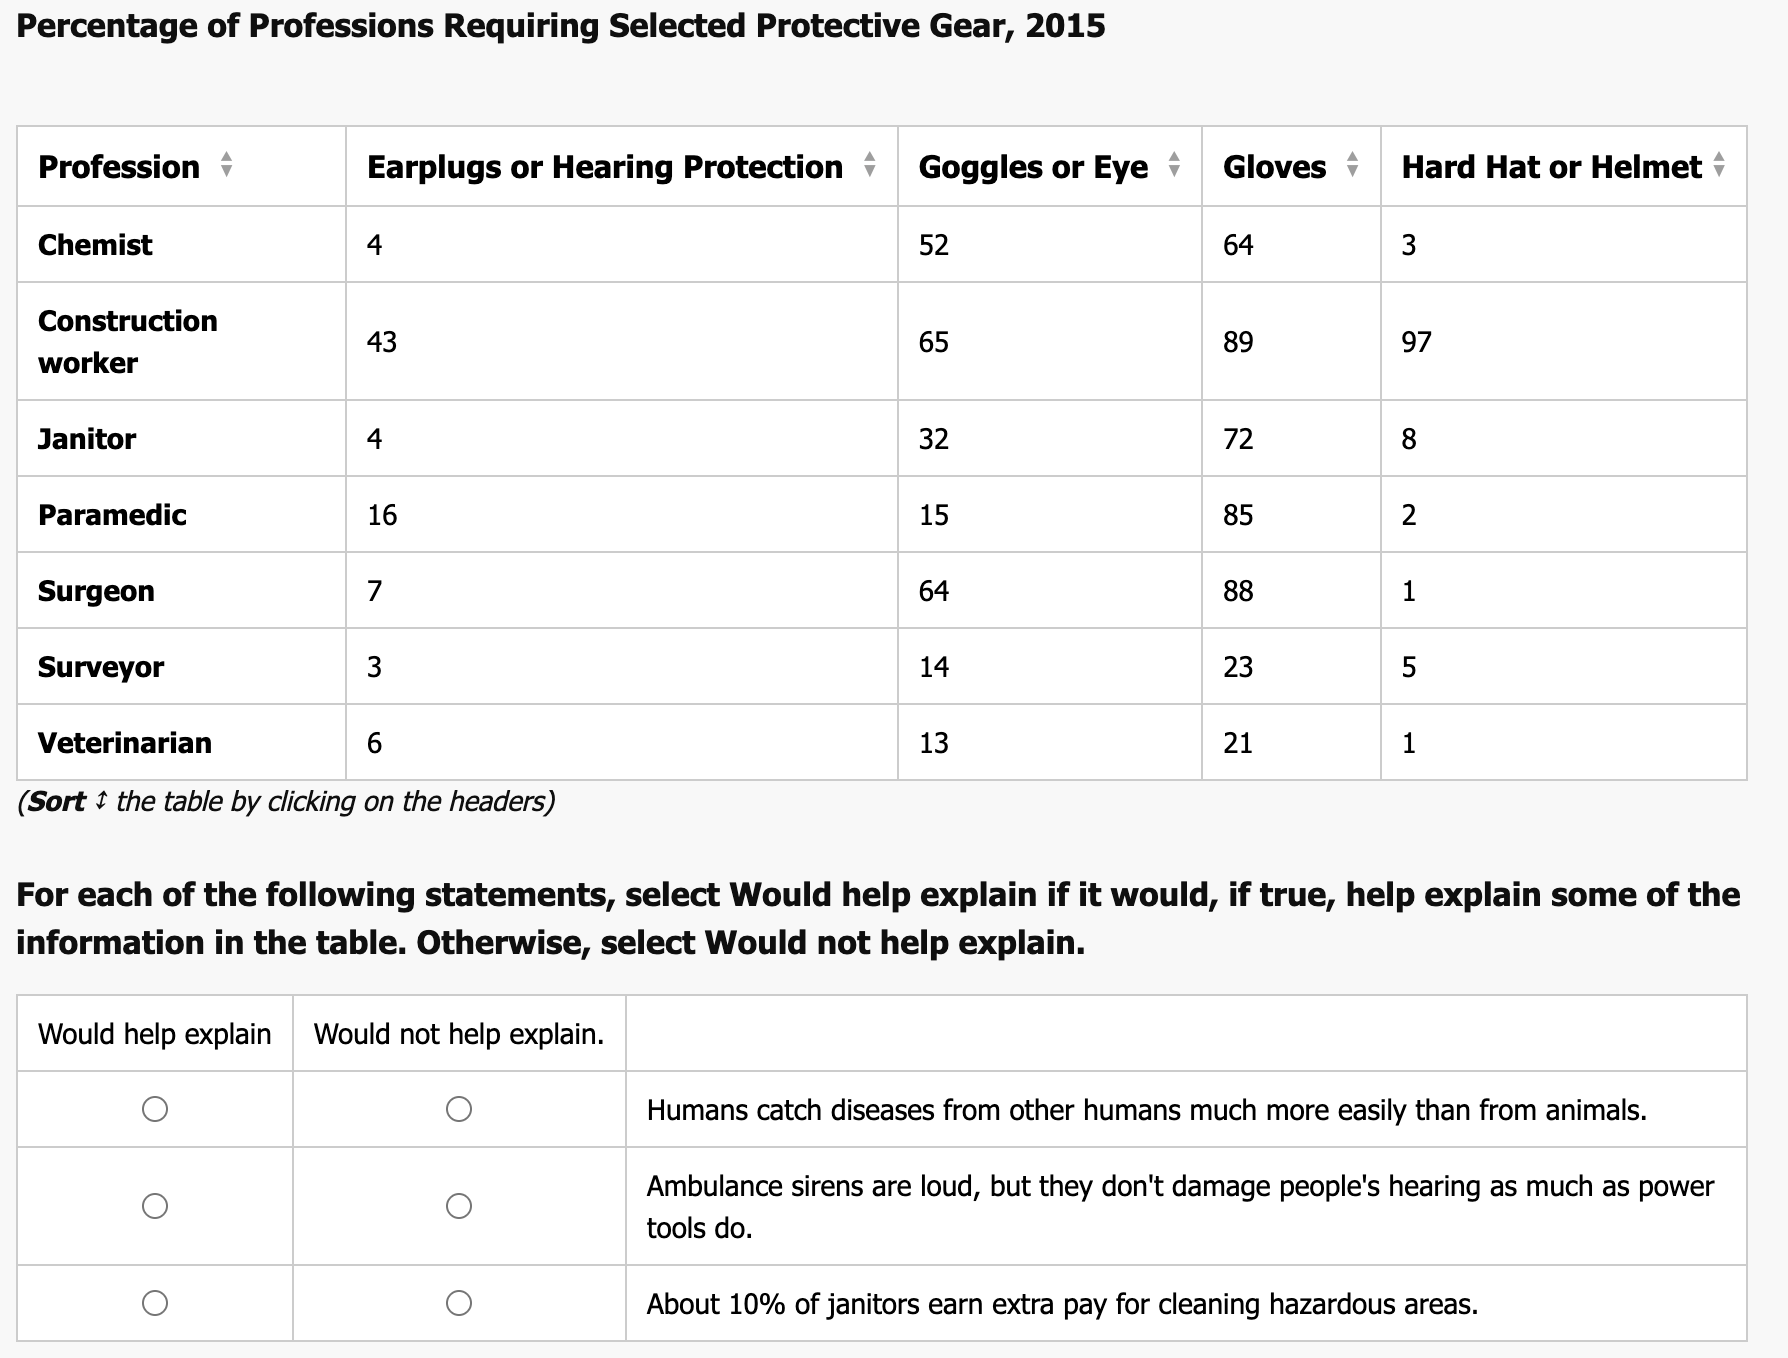 Percentage of Professions Requiring Selected Protective Gear, 2015
Profession Earplugs or Hearing Protection Goggles or Eye Gloves Hard Hat or Helmet
Chemist 4 52 64 3
Construction
worker 43 65 89 97
Janitor 4 32 72 8
Paramedic 16 15 85 2
Surgeon 7 64 88 1
Surveyor 3 14 23 5
Veterinarian 6 13 21 1
(Sort ↕ the table by clicking on the headers)
For each of the following statements, select Would help explain if it would, if true, help explain some of the
information in the table. Otherwise, select Would not help explain.
Would help explain Would not help explain.
Humans catch diseases from other humans much more easily than from animals.
Ambulance sirens are loud, but they don't damage people's hearing as much as power
tools do.
About 10% of janitors earn extra pay for cleaning hazardous areas.